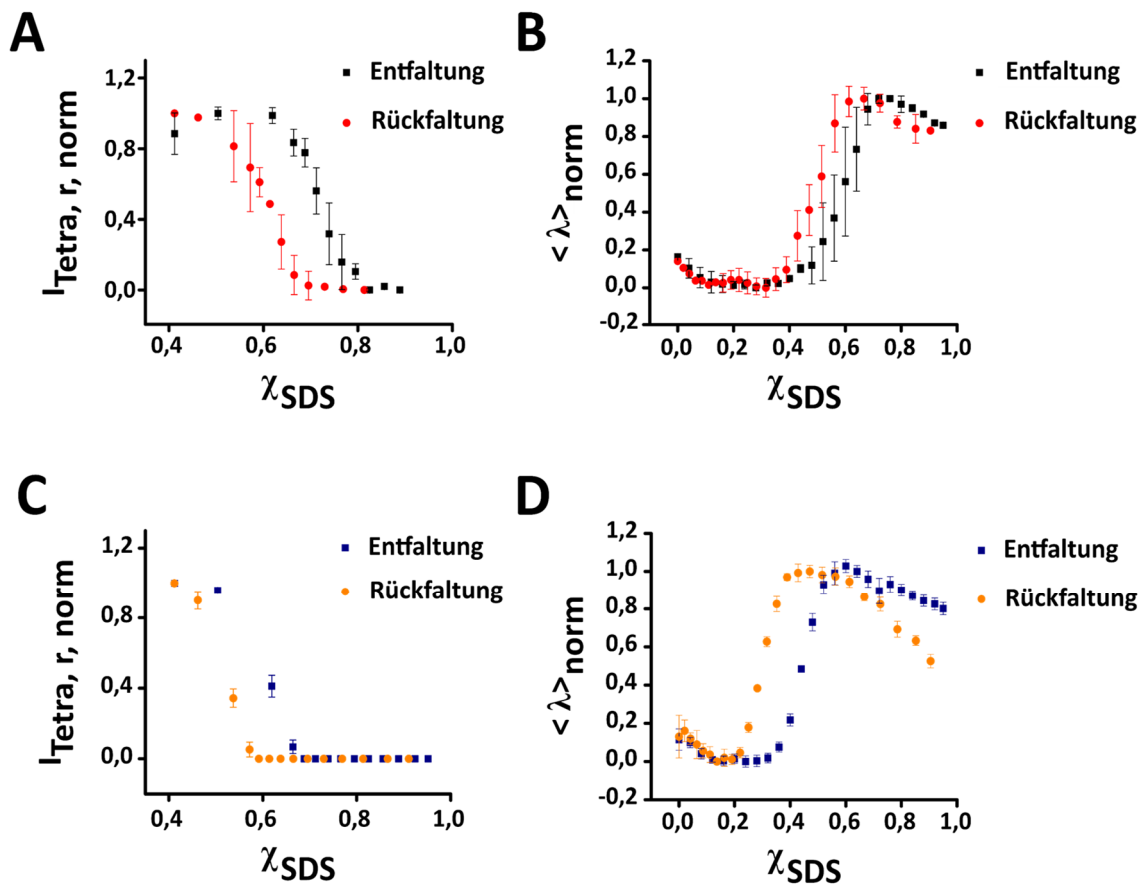 A
Entfaltung
Rückfaltung
I Tetra, r, norm
1,2
0,8
0,4
0,0
0,4
0,6
0,8
1,0
χSDS
B
Entfaltung
Rückfaltung
< λ >norm
1,2
1,0
0,8
0,6
0,4
0,2
0,0
-0,2
0,0
0,2
0,4
0,6
0,8
1,0
χSDS
C
Entfaltung
Rückfaltung
I Tetra, r, norm
1,2
0,8
0,4
0,0
0,4
0,6
0,8
1,0
χSDS
D
Entfaltung
Rückfaltung
< λ >norm
1,2
1,0
0,8
0,6
0,4
0,2
0,0
-0,2
0,0
0,2
0,4
0,6
0,8
1,0
χSDS